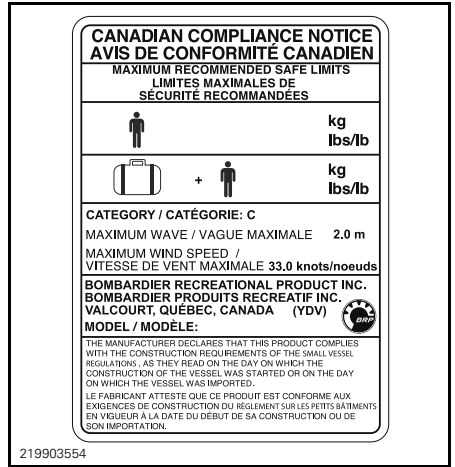 CANADIAN COMPLIANCE NOTICE
AVIS DE CONFORMITÉ CANADIEN
MAXIMUM RECOMMENDED SAFE LIMITS
LIMITES MAXIMALES DE
SÉCURITÉ RECOMMANDÉES
kg
lbs/lb
+
kg
lbs/lb
CATEGORY / CATÉGORIE: C
MAXIMUM WAVE / VAGUE MAXIMALE 2.0 m
MAXIMUM WIND SPEED /
VITESSE DE VENT MAXIMALE 33.0 knots/noeuds
BOMBARDIER RECREATIONAL PRODUCT INC.
BOMBARDIER PRODUITS RECREATIF INC.
VALCOURT, QUÉBEC, CANADA (YDV)
BRP
MODEL / MODÈLE:
THE MANUFACTURER DECLARES THAT THIS PRODUCT COMPLIES
WITH THE CONSTRUCTION REQUIREMENTS OF THE SMALL VESSEL
REGULATIONS , AS THEY READ ON THE DAY ON WHICH THE
CONSTRUCTION OF THE VESSEL WAS STARTED OR ON THE DAY
ON WHICH THE VESSEL WAS IMPORTED.
LE FABRICANT ATTESTE QUE CE PRODUIT EST CONFORME AUX
EXIGENCES DE CONSTRUCTION DU RÈGLEMENT SUR LES PETITS BÂTIMENTS
EN VIGUEUR À LA DATE DU DÉBUT DE SA CONSTRUCTION OU DE
SON IMPORTATION.
219903554